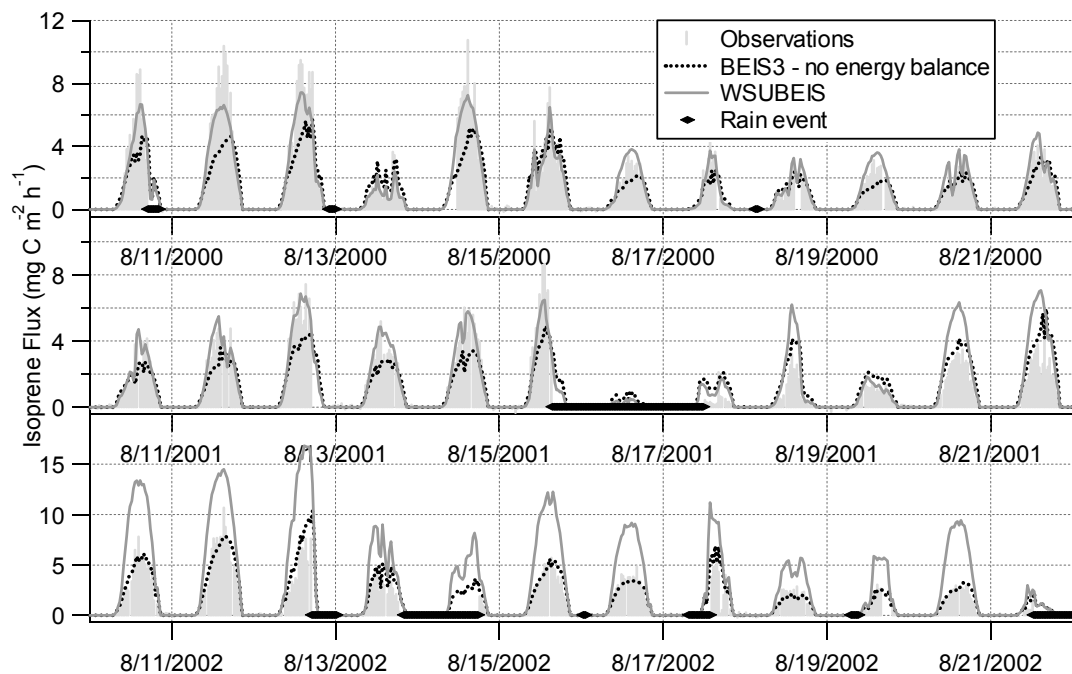 12
8
4
0
Observations
BEIS3 - no energy balance
WSUBEIS
Rain event
8/11/2000 8/13/2000 8/15/2000 8/17/2000 8/19/2000 8/21/2000
Isoprene Flux (mg C m⁻² h⁻¹)
8
4
0
8/11/2001 8/13/2001 8/15/2001 8/17/2001 8/19/2001 8/21/2001
15
10
5
0
8/11/2002 8/13/2002 8/15/2002 8/17/2002 8/19/2002 8/21/2002